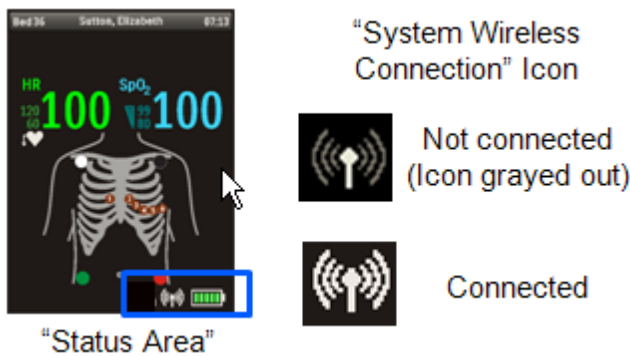 Bed 36 Sutton, Elizabeth 07:13
HR
120
60
100
SpO2
99
80
100
“Status Area”
“System Wireless
Connection” Icon
Not connected
(Icon grayed out)
Connected